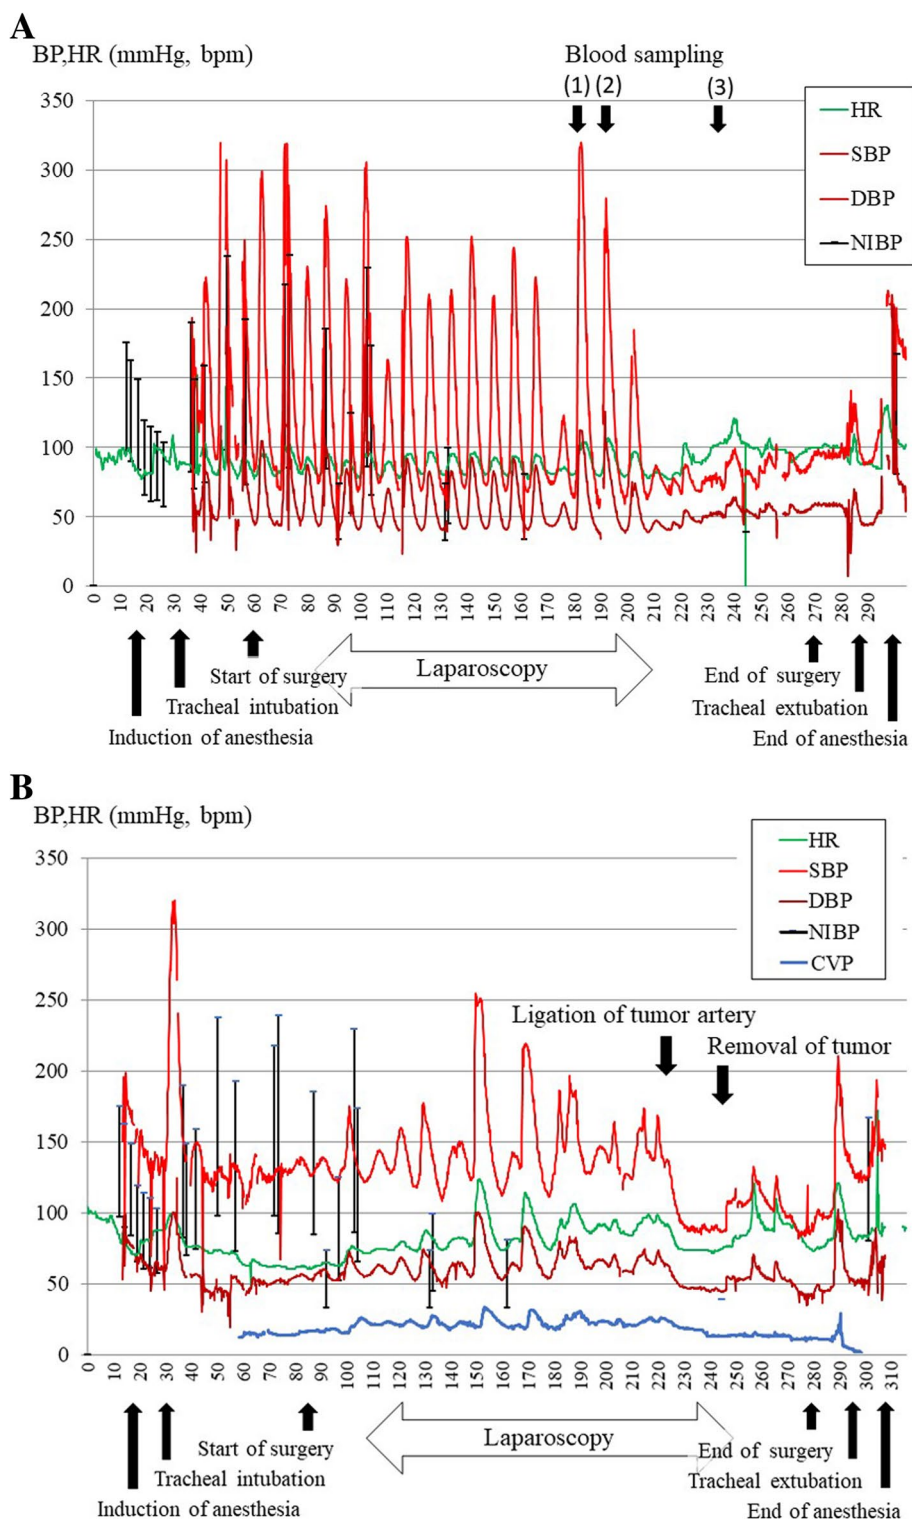 A
BP,HR (mmHg, bpm)
Blood sampling
(1) (2) (3)
350
300
250
200
150
100
50
0
HR
SBP
DBP
NIBP
0 10 20 30 40 50 60 70 80 90 100 110 120 130 140 150 160 170 180 190 200 210 220 230 240 250 260 270 280 290
Start of surgery
Laparoscopy
End of surgery
Tracheal intubation
Tracheal extubation
Induction of anesthesia
End of anesthesia
B
BP,HR (mmHg, bpm)
350
300
250
200
150
100
50
0
HR
SBP
DBP
NIBP
CVP
Ligation of tumor artery
Removal of tumor
0 10 20 30 40 50 60 70 80 90 100 110 120 130 140 150 160 170 180 190 200 210 220 230 240 250 260 270 280 290 300 310
Start of surgery
Laparoscopy
End of surgery
Tracheal intubation
Tracheal extubation
Induction of anesthesia
End of anesthesia